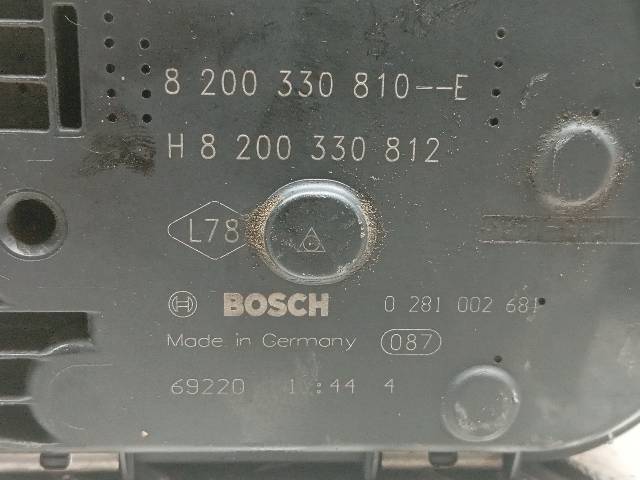 8 200 330 810--E
H 8 200 330 812
L78
BOSCH 0 281 002 681
Made in Germany 087
69220 4